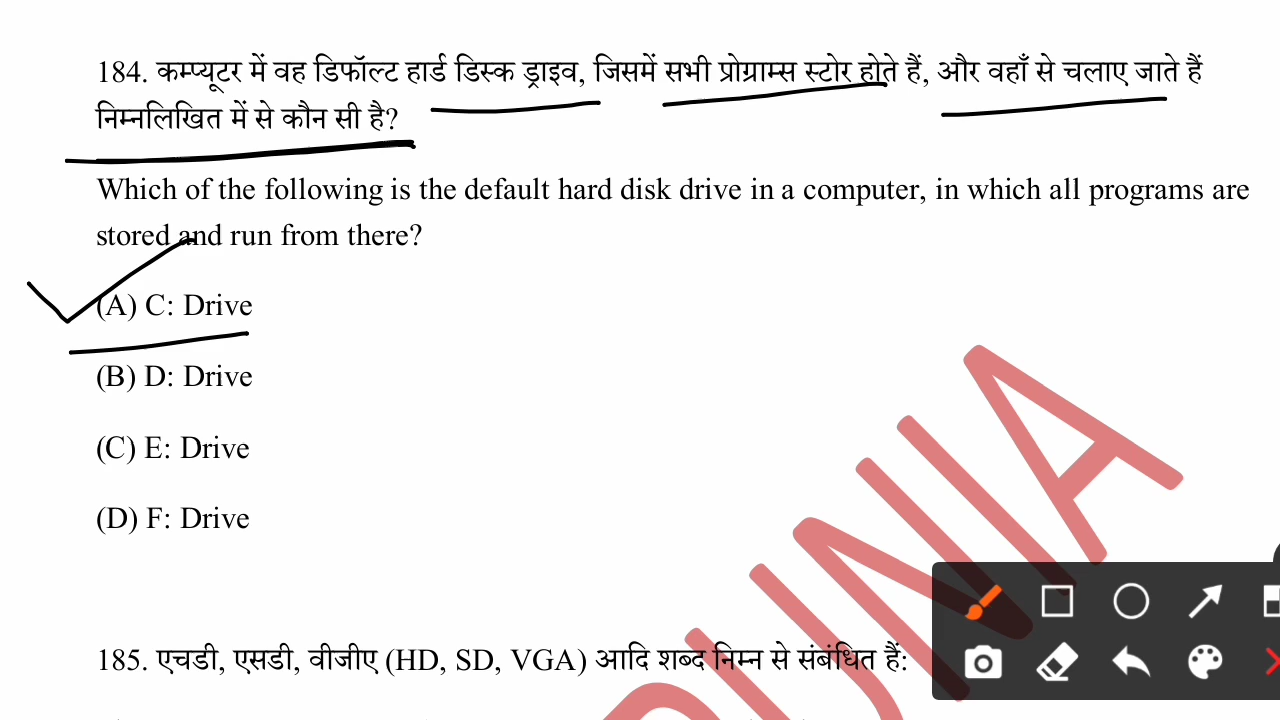 184. कम्प्यूटर में वह डिफॉल्ट हार्ड डिस्क ड्राइव, जिसमें सभी प्रोग्राम्स स्टोर होते हैं, और वहाँ से चलाए जाते हैं
निम्नलिखित में से कौन सी है?
Which of the following is the default hard disk drive in a computer, in which all programs are
stored and run from there?
(A) C: Drive
(B) D: Drive
(C) E: Drive
(D) F: Drive
185. एचडी, एसडी, वीजीए (HD, SD, VGA) आदि शब्द निम्न से संबंधित हैं: